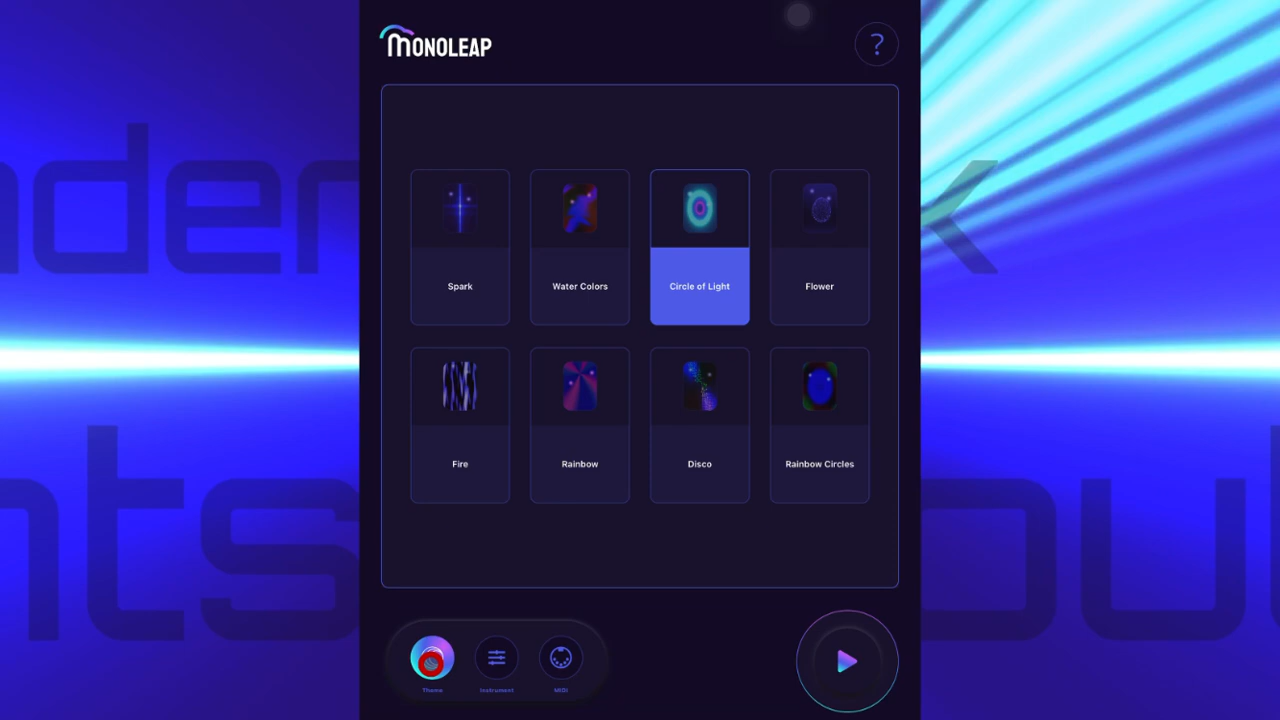 MONOLEAP
?
Spark
Water Colors
Circle of Light
Flower
Fire
Rainbow
Disco
Rainbow Circles
Theme
Instrument
MIDI